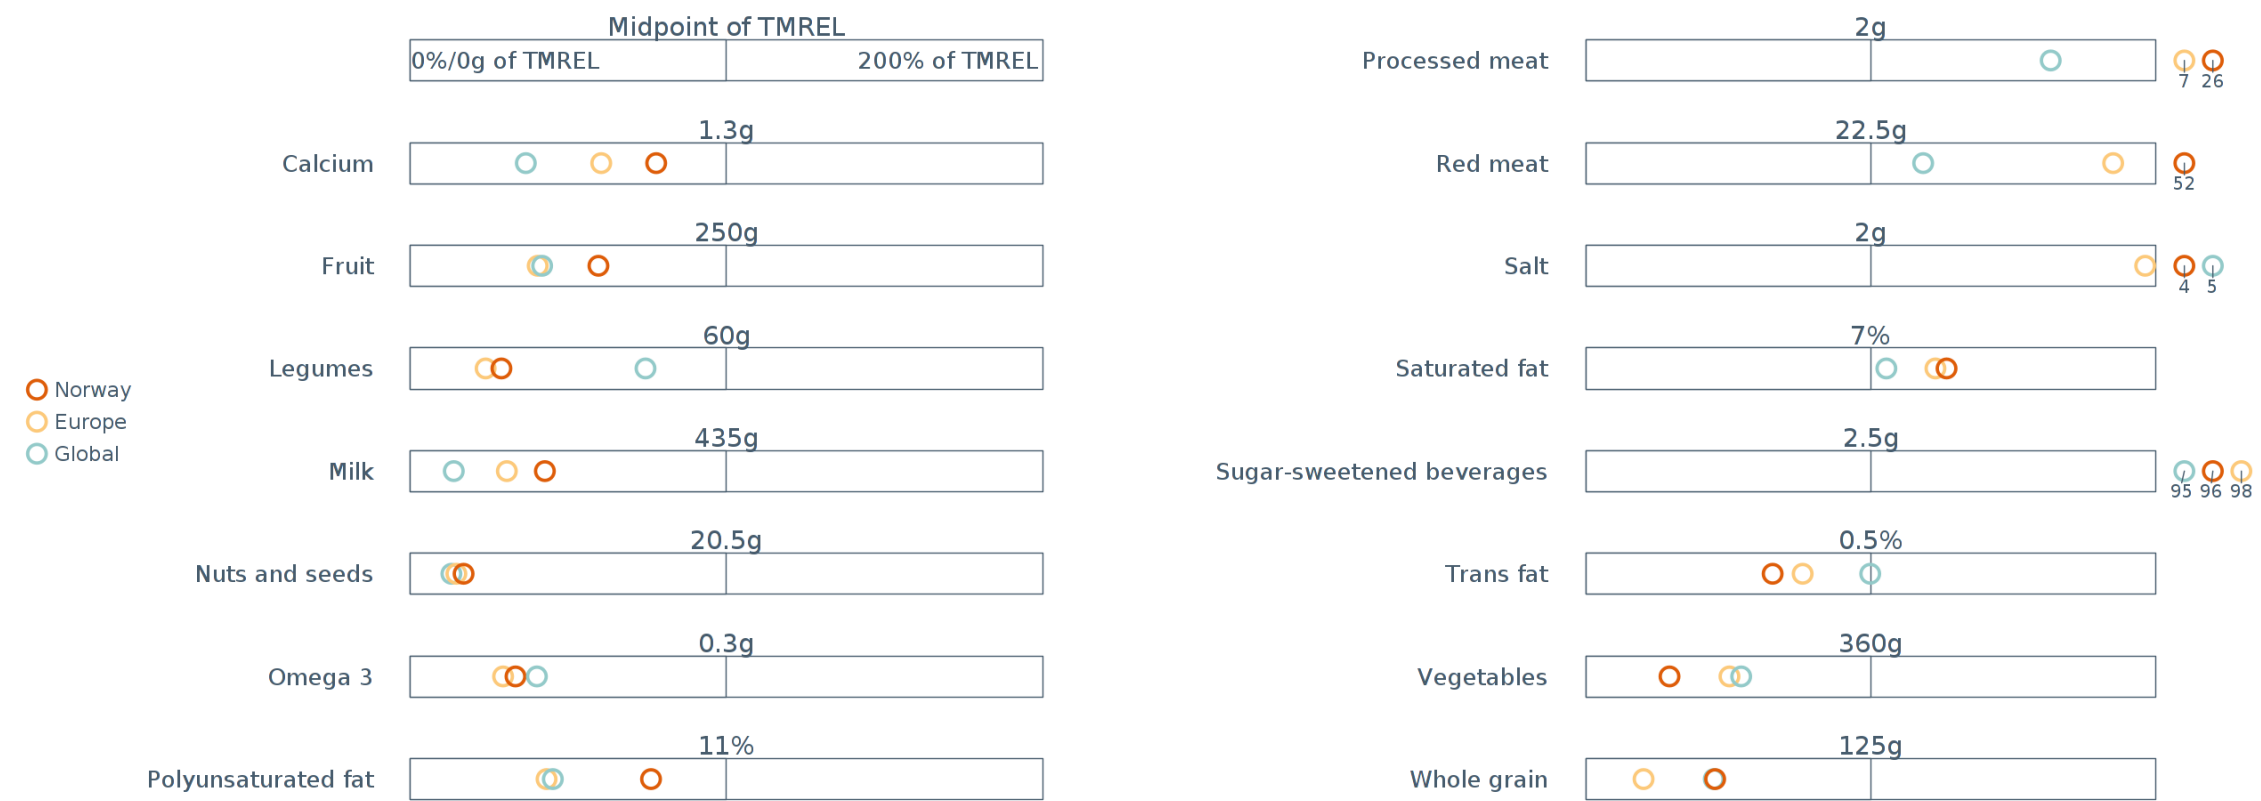 Midpoint of TMREL
0%/0g of TMREL 200% of TMREL
1.3g
Calcium
250g
Fruit
60g
Legumes
435g
Milk
20.5g
Nuts and seeds
0.3g
Omega 3
11%
Polyunsaturated fat
Norway
Europe
Global
2g
Processed meat
7 26
22.5g
Red meat
52
2g
Salt
4 5
7%
Saturated fat
2.5g
Sugar-sweetened beverages
95 96 98
0.5%
Trans fat
360g
Vegetables
125g
Whole grain